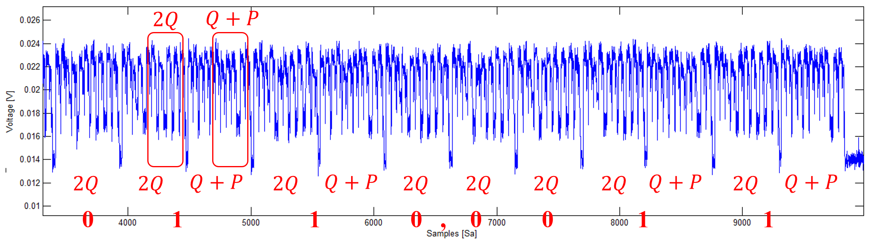 2Q Q + P
0.026
0.024
0.022
0.02
0.018
0.016
0.014
0.012
0.01
Voltage [V]
2Q 2Q Q + P 2Q Q + P 2Q 2Q 2Q 2Q Q + P 2Q Q + P
0 1 1 0 , 0 0 1 1
4000 5000 6000 7000 8000 9000
Samples [Sa]